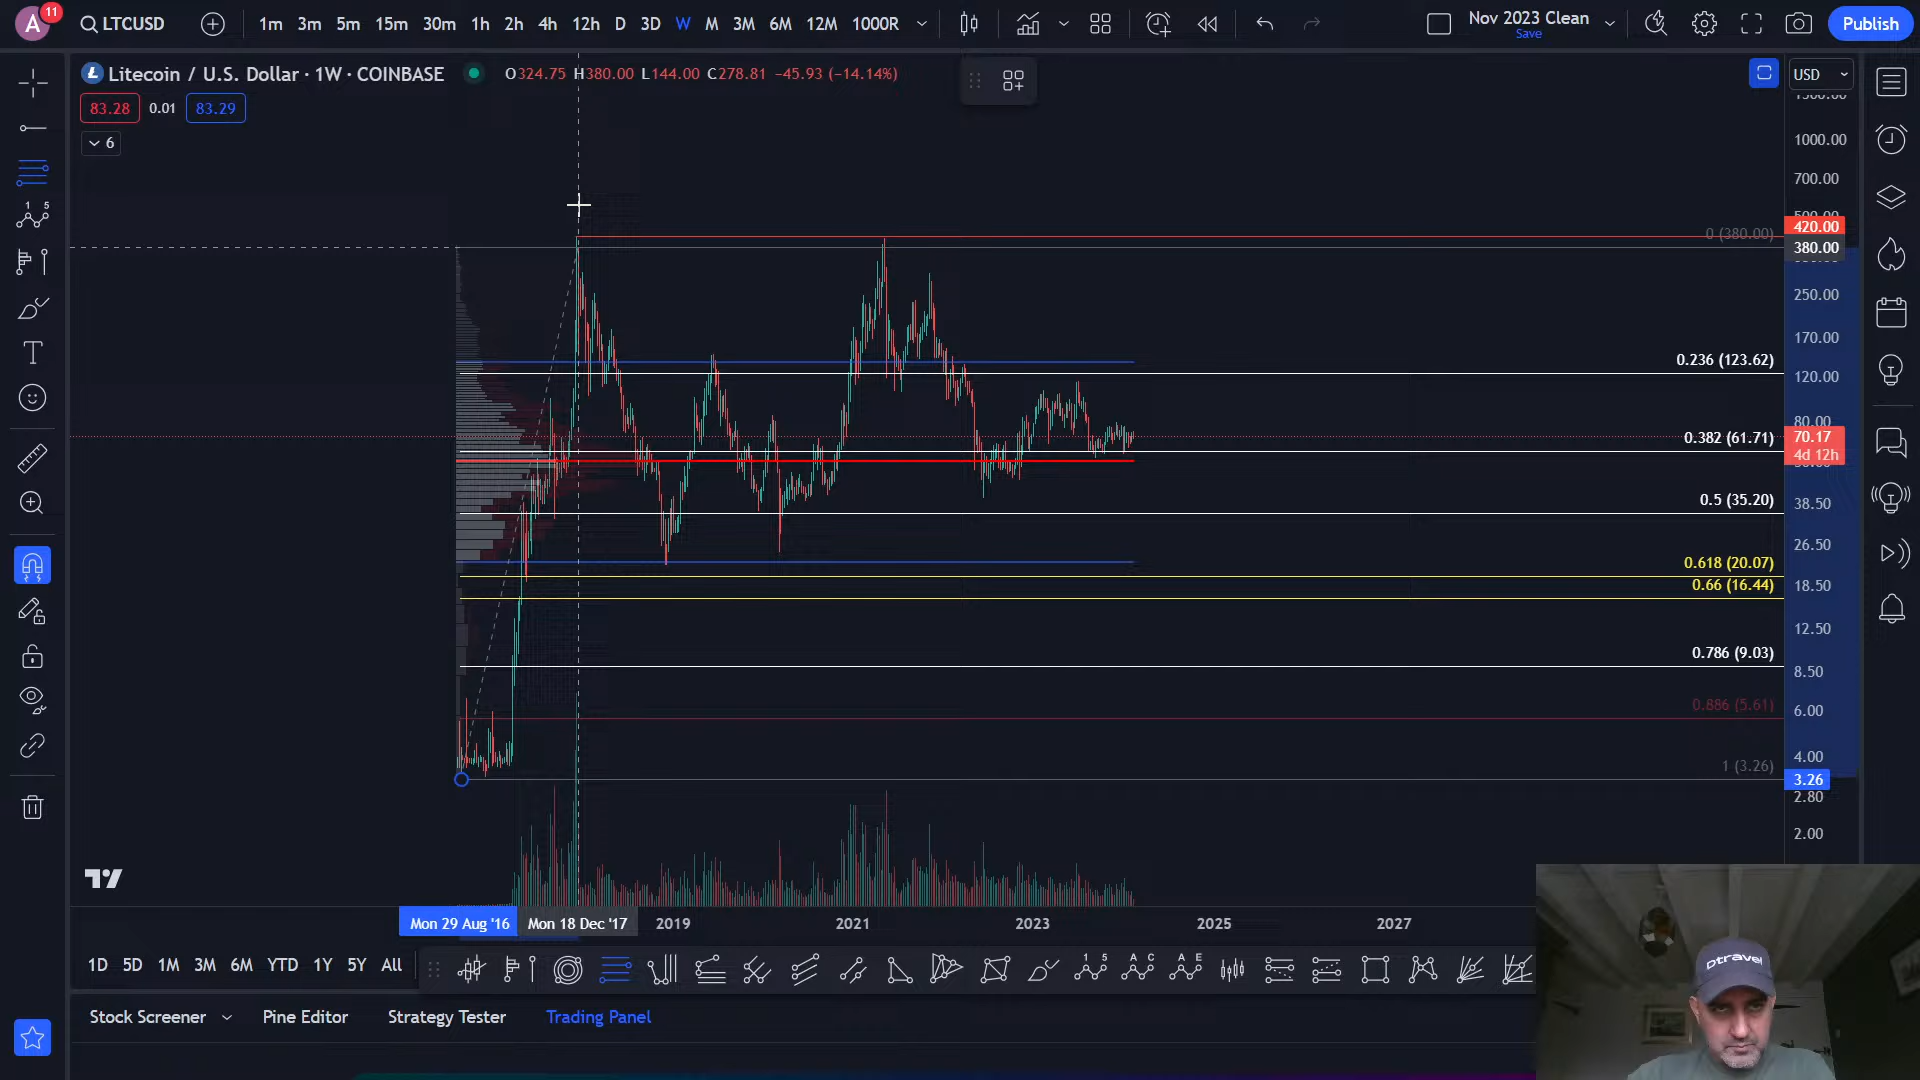 A
11
LTCUSD
1m 3m 5m 15m 30m 1h 2h 4h 12h D 3D W M 3M 6M 12M 1000R
Nov 2023 Clean
Save
Publish
Litecoin / U.S. Dollar · 1W · COINBASE
O324.75 H380.00 L144.00 C278.81 -45.93 (-14.14%)
USD
83.28 0.01 83.29
6
1000.00
700.00
420.00
0 (380.00)
380.00
250.00
170.00
0.236 (123.62)
120.00
80.00
0.382 (61.71)
70.17
4d 12h
0.5 (35.20)
38.50
26.50
0.618 (20.07)
0.66 (16.44)
18.50
12.50
0.786 (9.03)
8.50
0.886 (5.61)
6.00
4.00
1 (3.26)
3.26
2.80
2.00
Mon 29 Aug '16 Mon 18 Dec '17 2019 2021 2023 2025 2027
1D 5D 1M 3M 6M YTD 1Y 5Y All
Stock Screener Pine Editor Strategy Tester Trading Panel
Dtravel